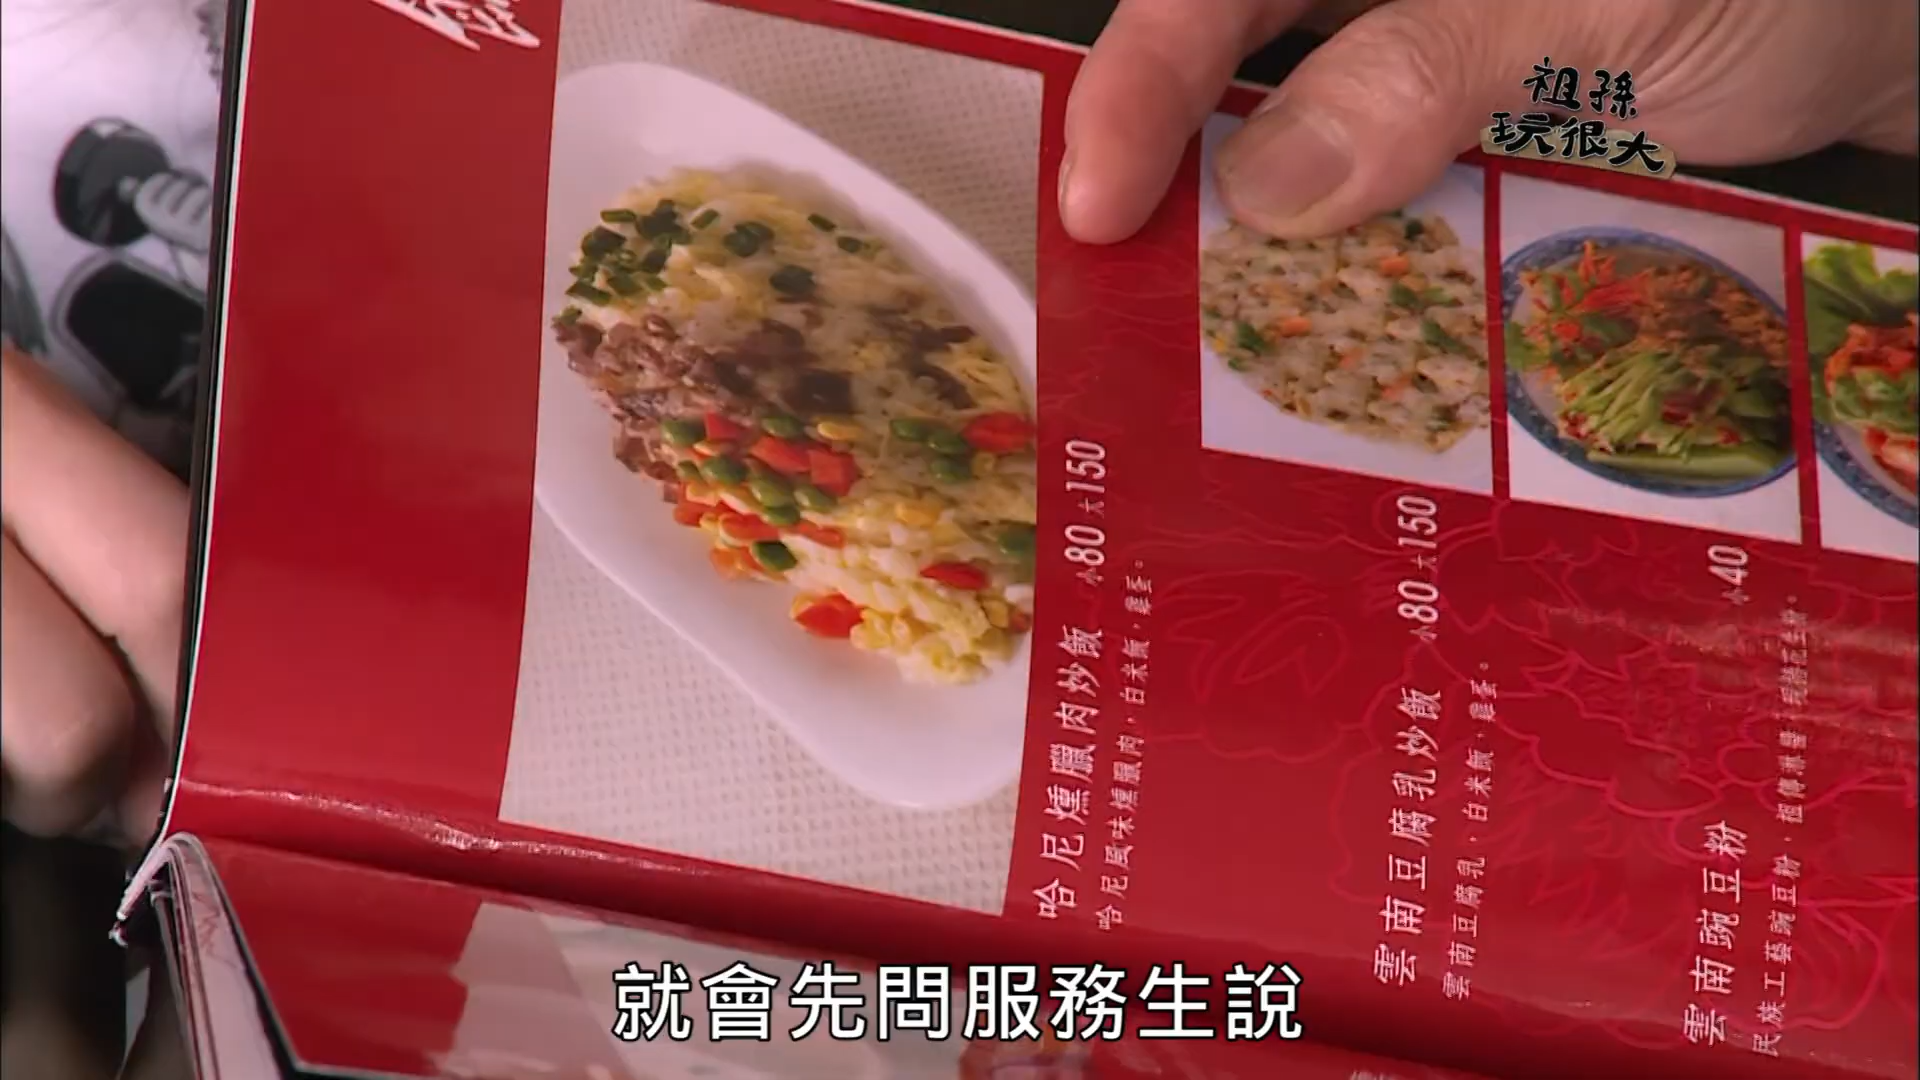 祖孫
玩很大
哈尼燻臘肉炒飯 小80 大150
哈尼風味燻臘肉，白米飯，雞蛋。
雲南豆腐乳炒飯 小80 大150
雲南豆腐乳，白米飯，雞蛋。
雲南豌豆粉 小40
民族工藝豌豆粉，祖傳淋醬
就會先問服務生說